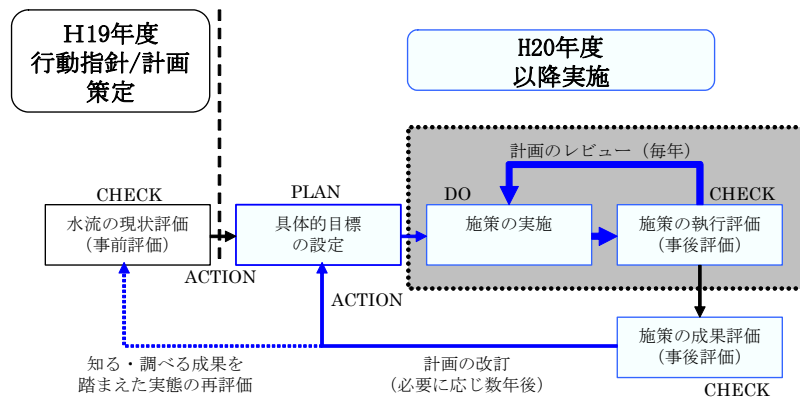 H19年度
行動指針/計画
策定
H20年度
以降実施
計画のレビュー（毎年）
CHECK
PLAN
DO
CHECK
水流の現状評価
（事前評価）
具体的目標
の設定
施策の実施
施策の執行評価
（事後評価）
ACTION
ACTION
施策の成果評価
（事後評価）
CHECK
知る・調べる成果を
踏まえた実態の再評価
計画の改訂
（必要に応じ数年後）